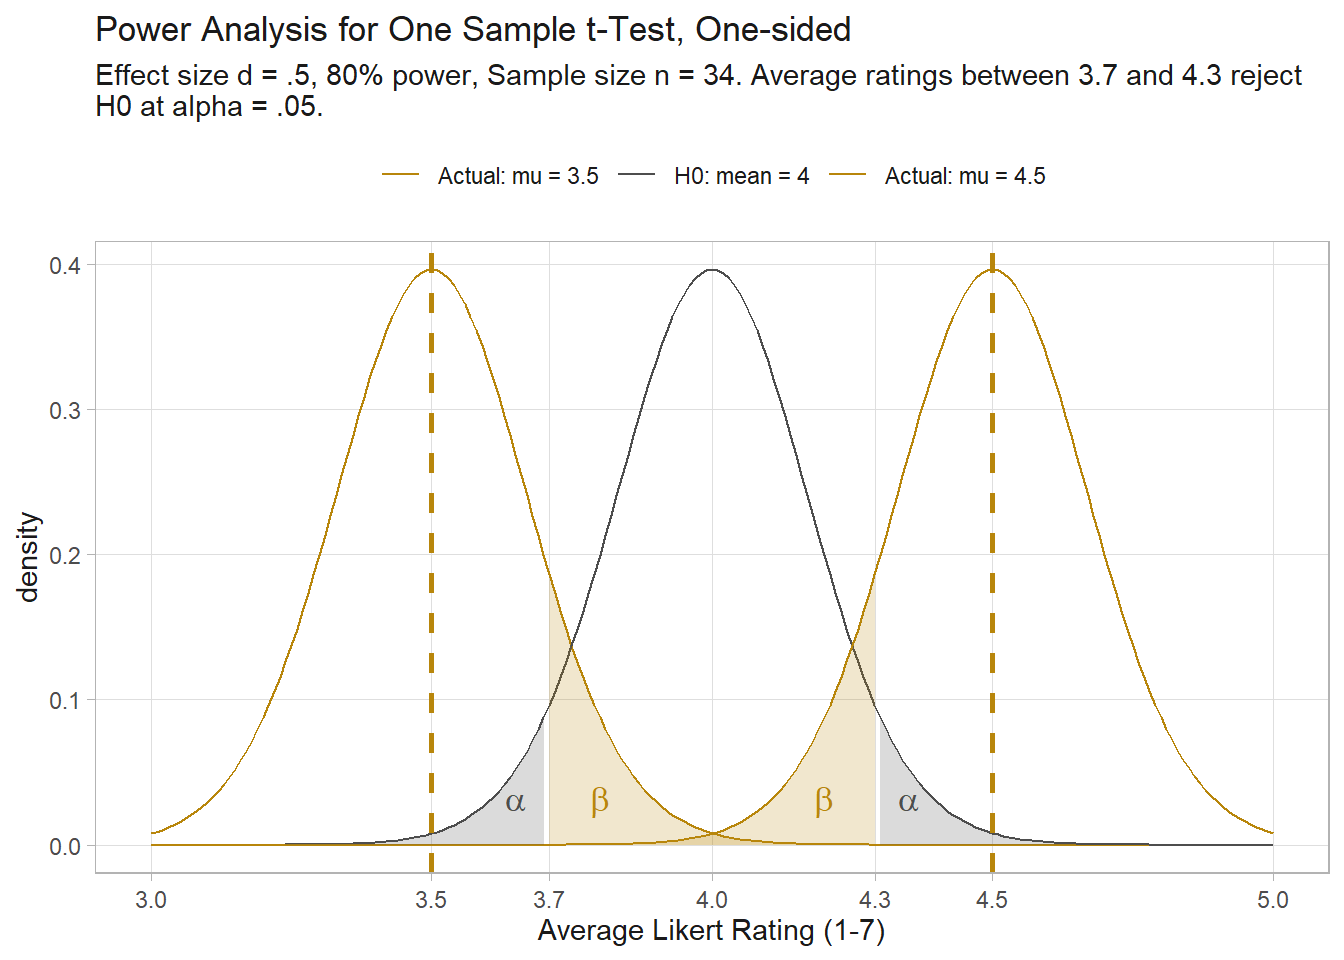 Power Analysis for One Sample t-Test, One-sided
Effect size d = .5, 80% power, Sample size n = 34. Average ratings between 3.7 and 4.3 reject
H0 at alpha = .05.
Actual: mu = 3.5 H0: mean = 4 Actual: mu = 4.5
density
0.4
0.3
0.2
0.1
0.0
α β β α
3.0 3.5 3.7 4.0 4.3 4.5 5.0
Average Likert Rating (1-7)